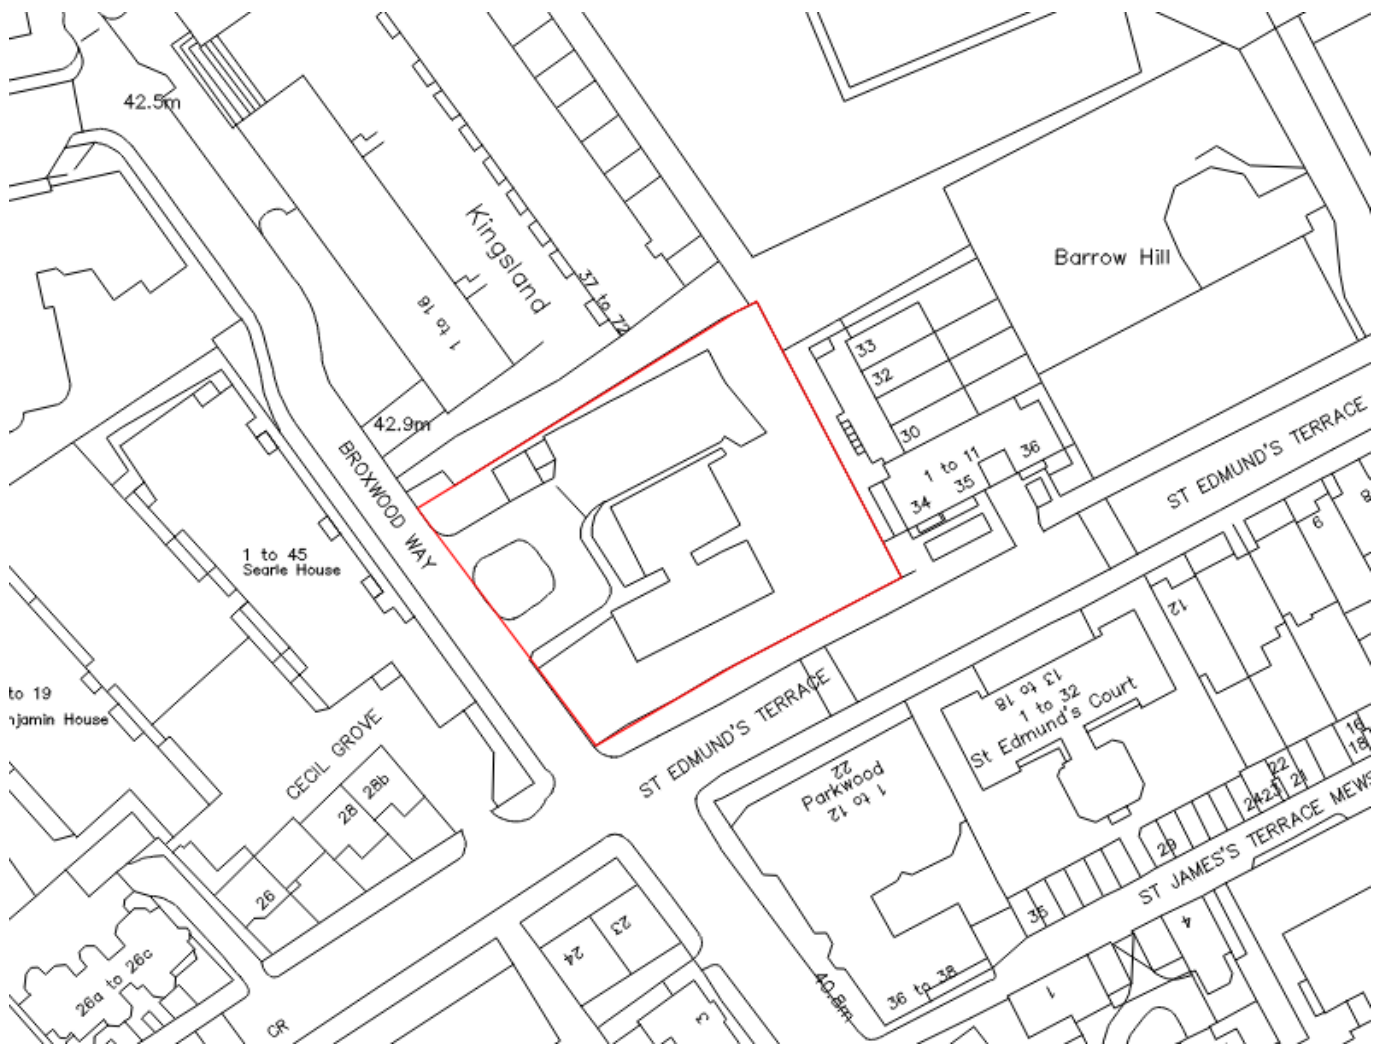 42.5m
Kingsland
37 to 72
1 to 18
Barrow Hill
33
32
30
1 to 11
36
35
34
ST EDMUND'S TERRACE
42.9m
BROXWOOD WAY
1 to 45
Searle House
to 19
njamin House
CECIL GROVE
28b
28
26
26a to 26c
CR
ST EDMUND'S TERRACE
22
Parkwood
1 to 12
13 to 18
1 to 32
St Edmund's Court
12
9
8
16
18
22
21
23
24
29
35
ST JAMES'S TERRACE MEWS
4
1
36 to 38
40.8m
23
24
3